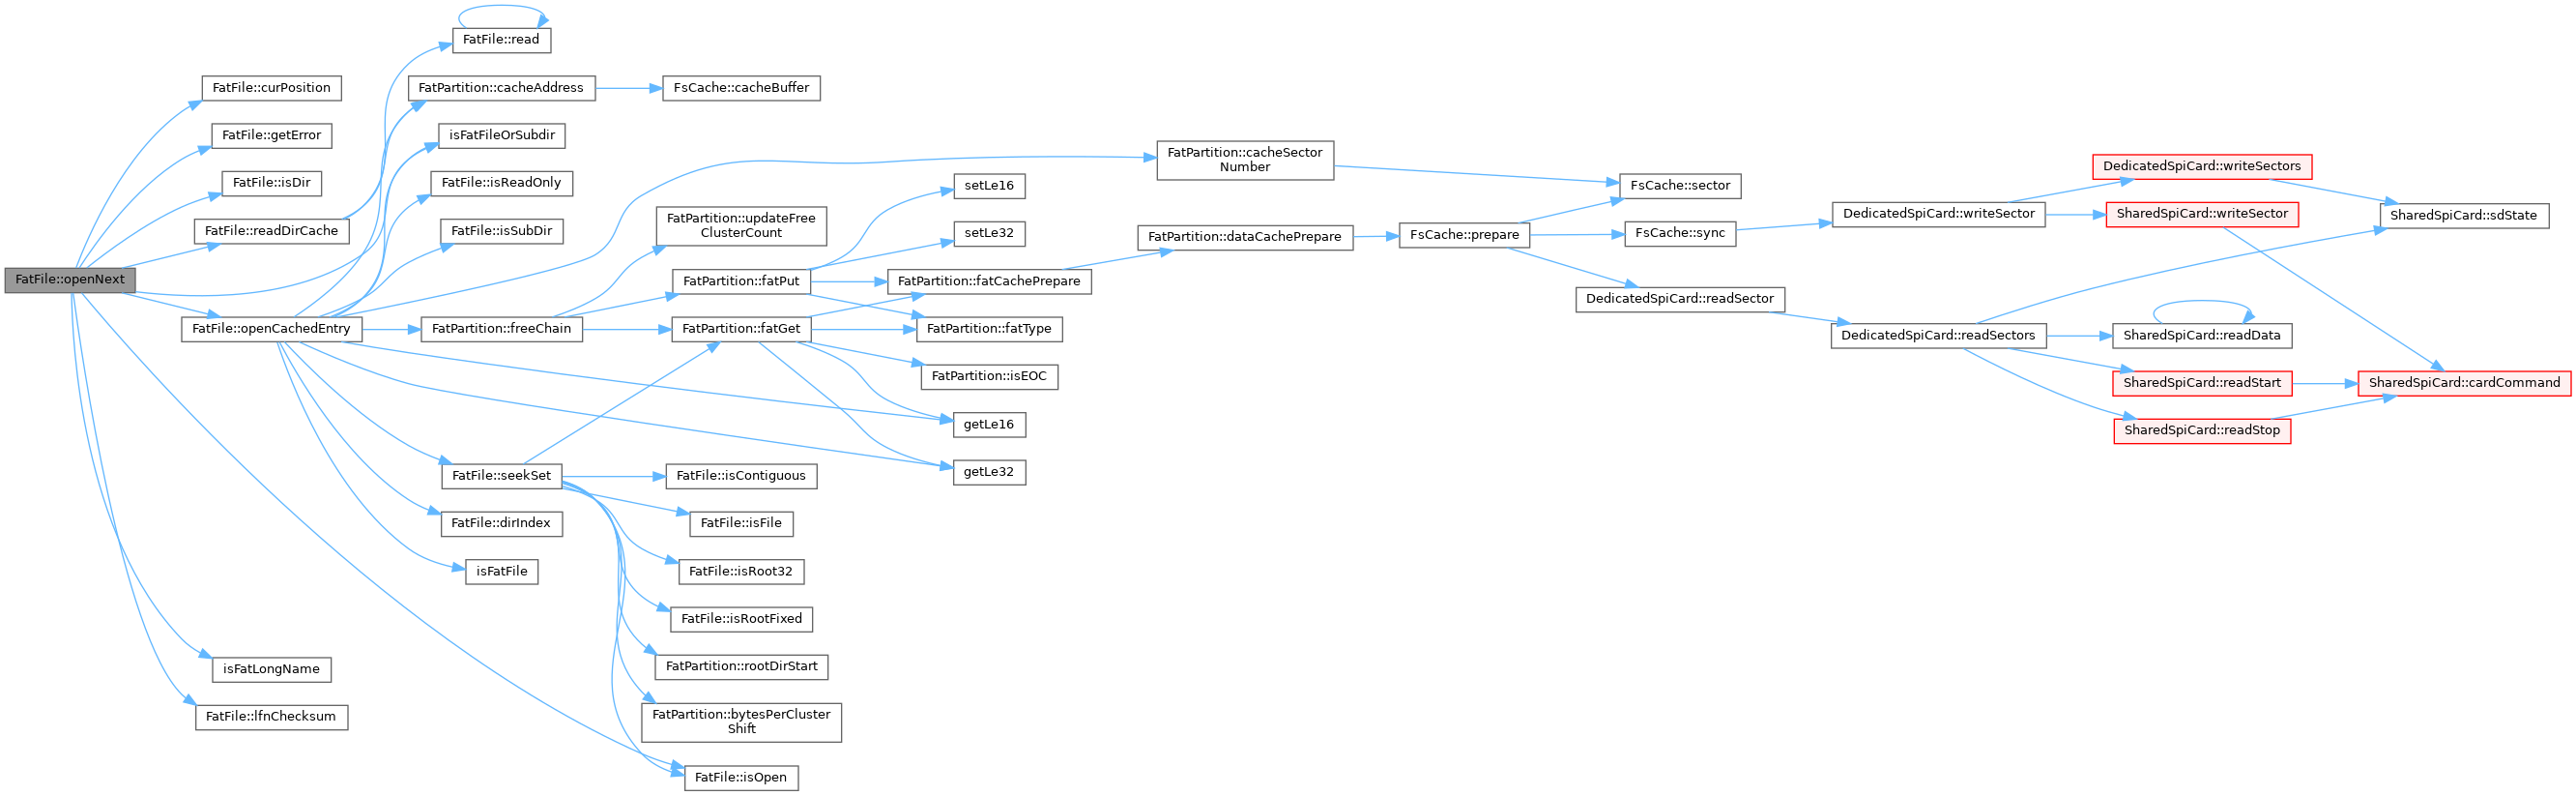 FatFile::openNext
FatFile::curPosition
FatFile::getError
FatFile::isDir
FatFile::readDirCache
FatFile::openCachedEntry
isFatLongName
FatFile::lfnChecksum
FatFile::read
FatPartition::cacheAddress
isFatFileOrSubdir
FatFile::isReadOnly
FatFile::isSubDir
FatPartition::freeChain
FatFile::seekSet
FatFile::dirIndex
isFatFile
FsCache::cacheBuffer
FatPartition::updateFree
ClusterCount
FatPartition::fatPut
FatPartition::fatGet
FatFile::isContiguous
FatFile::isFile
FatFile::isRoot32
FatFile::isRootFixed
FatPartition::rootDirStart
FatPartition::bytesPerCluster
Shift
FatFile::isOpen
setLe16
setLe32
FatPartition::fatCachePrepare
FatPartition::fatType
FatPartition::isEOC
getLe16
getLe32
FatPartition::cacheSector
Number
FatPartition::dataCachePrepare
FsCache::prepare
FsCache::sector
FsCache::sync
DedicatedSpiCard::readSector
DedicatedSpiCard::writeSector
DedicatedSpiCard::readSectors
DedicatedSpiCard::writeSectors
SharedSpiCard::writeSector
SharedSpiCard::readData
SharedSpiCard::readStart
SharedSpiCard::readStop
SharedSpiCard::sdState
SharedSpiCard::cardCommand